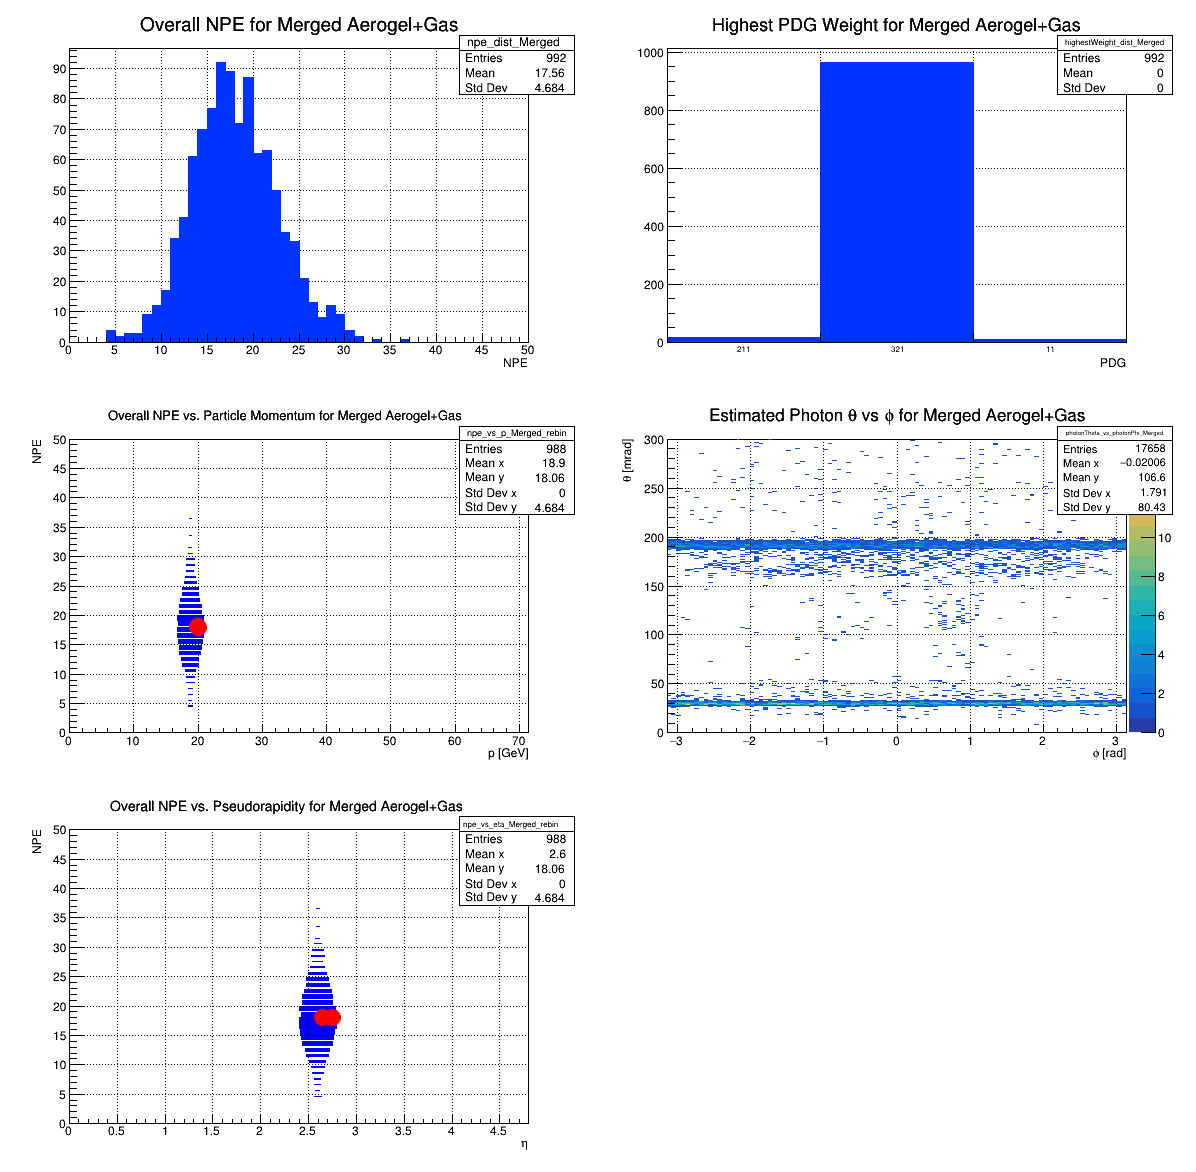 Overall NPE for Merged Aerogel+Gas
npe_dist_Merged
Entries 992
Mean 17.56
Std Dev 4.684
90
80
70
60
50
40
30
20
10
0
0 5 10 15 20 25 30 35 40 45 50
NPE
Highest PDG Weight for Merged Aerogel+Gas
highestWeight_dist_Merged
Entries 992
Mean 0
Std Dev 0
1000
800
600
400
200
0
211 321 11
PDG
Overall NPE vs. Particle Momentum for Merged Aerogel+Gas
npe_vs_p_Merged_rebin
Entries 988
Mean x 18.9
Mean y 18.06
Std Dev x 0
Std Dev y 4.684
NPE
50
45
40
35
30
25
20
15
10
5
0
0 10 20 30 40 50 60 70
p [GeV]
Estimated Photon θ vs ϕ for Merged Aerogel+Gas
photonTheta_vs_photonPhi_Merged
Entries 17658
Mean x −0.02006
Mean y 106.6
Std Dev x 1.791
Std Dev y 80.43
θ [mrad]
300
250
200
150
100
50
0
−3 −2 −1 0 1 2 3
ϕ [rad]
10
8
6
4
2
0
Overall NPE vs. Pseudorapidity for Merged Aerogel+Gas
npe_vs_eta_Merged_rebin
Entries 988
Mean x 2.6
Mean y 18.06
Std Dev x 0
Std Dev y 4.684
NPE
50
45
40
35
30
25
20
15
10
5
0
0 0.5 1 1.5 2 2.5 3 3.5 4 4.5
η